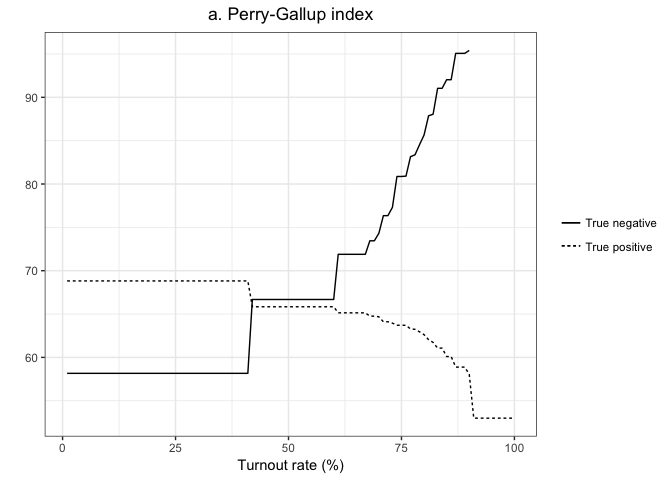 a. Perry-Gallup index
90
80
70
60
0 25 50 75 100
Turnout rate (%)
True negative
True positive